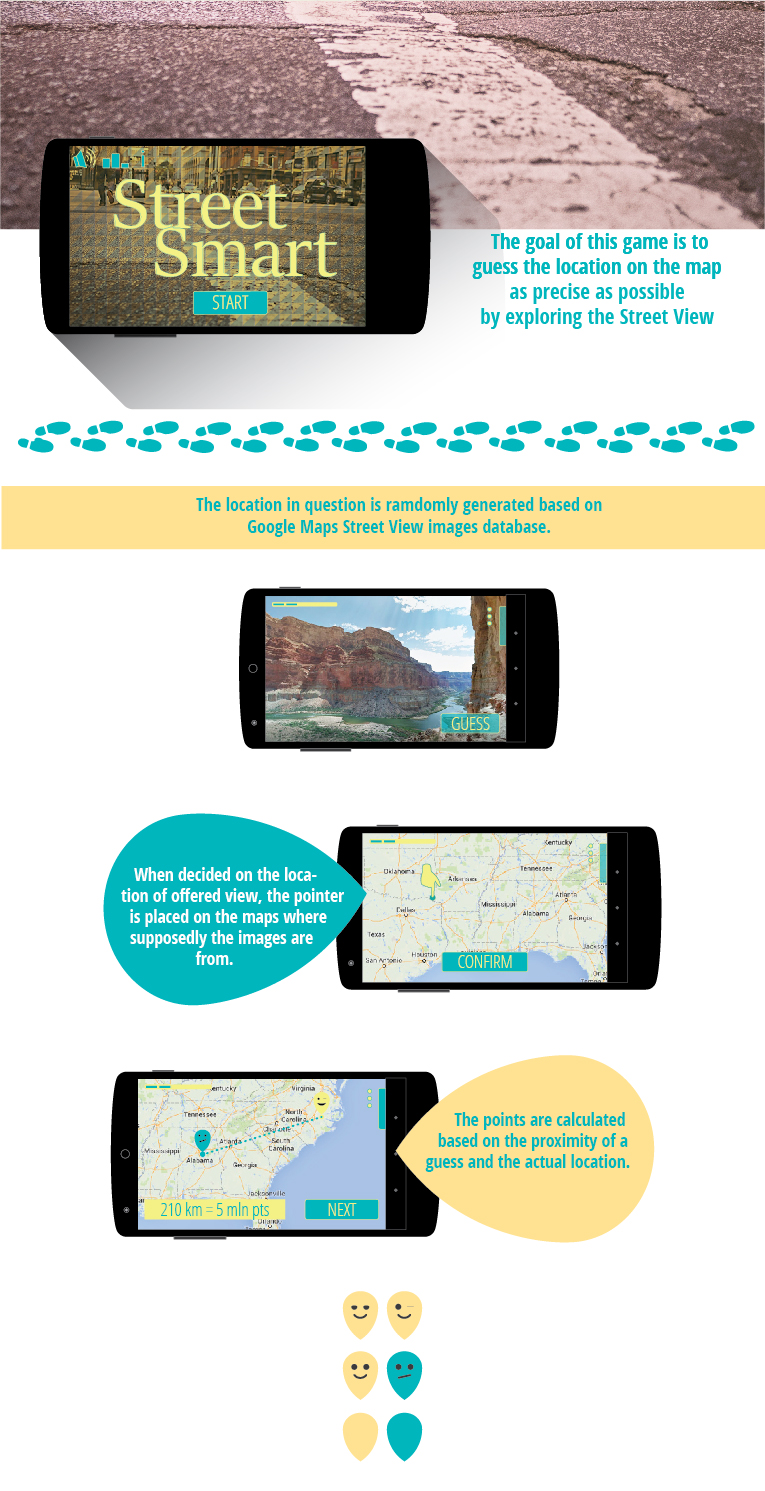 Street
Smart
START
The goal of this game is to
guess the location on the map
as precise as possible
by exploring the Street View
The location in question is ramdomly generated based on
Google Maps Street View images database.
GUESS
When decided on the loca-
tion of offered view, the pointer
is placed on the maps where
supposedly the images are
from.
Kentucky
Oklahoma
Tennessee
Arkansas
Atlanta
Mississippi
Dallas
Alabama
Georgia
Texas
Jackso
Houston
San Antonio
CONFIRM
Orla
entucky
Virginia
Tennessee
North
Carolina
Charlotte
Atlanta
South
Carolina
Mississippi
Alabama
Georgia
Jacksonville
210 km = 5 mln pts
NEXT
Orlando
The points are calculated
based on the proximity of a
guess and the actual location.